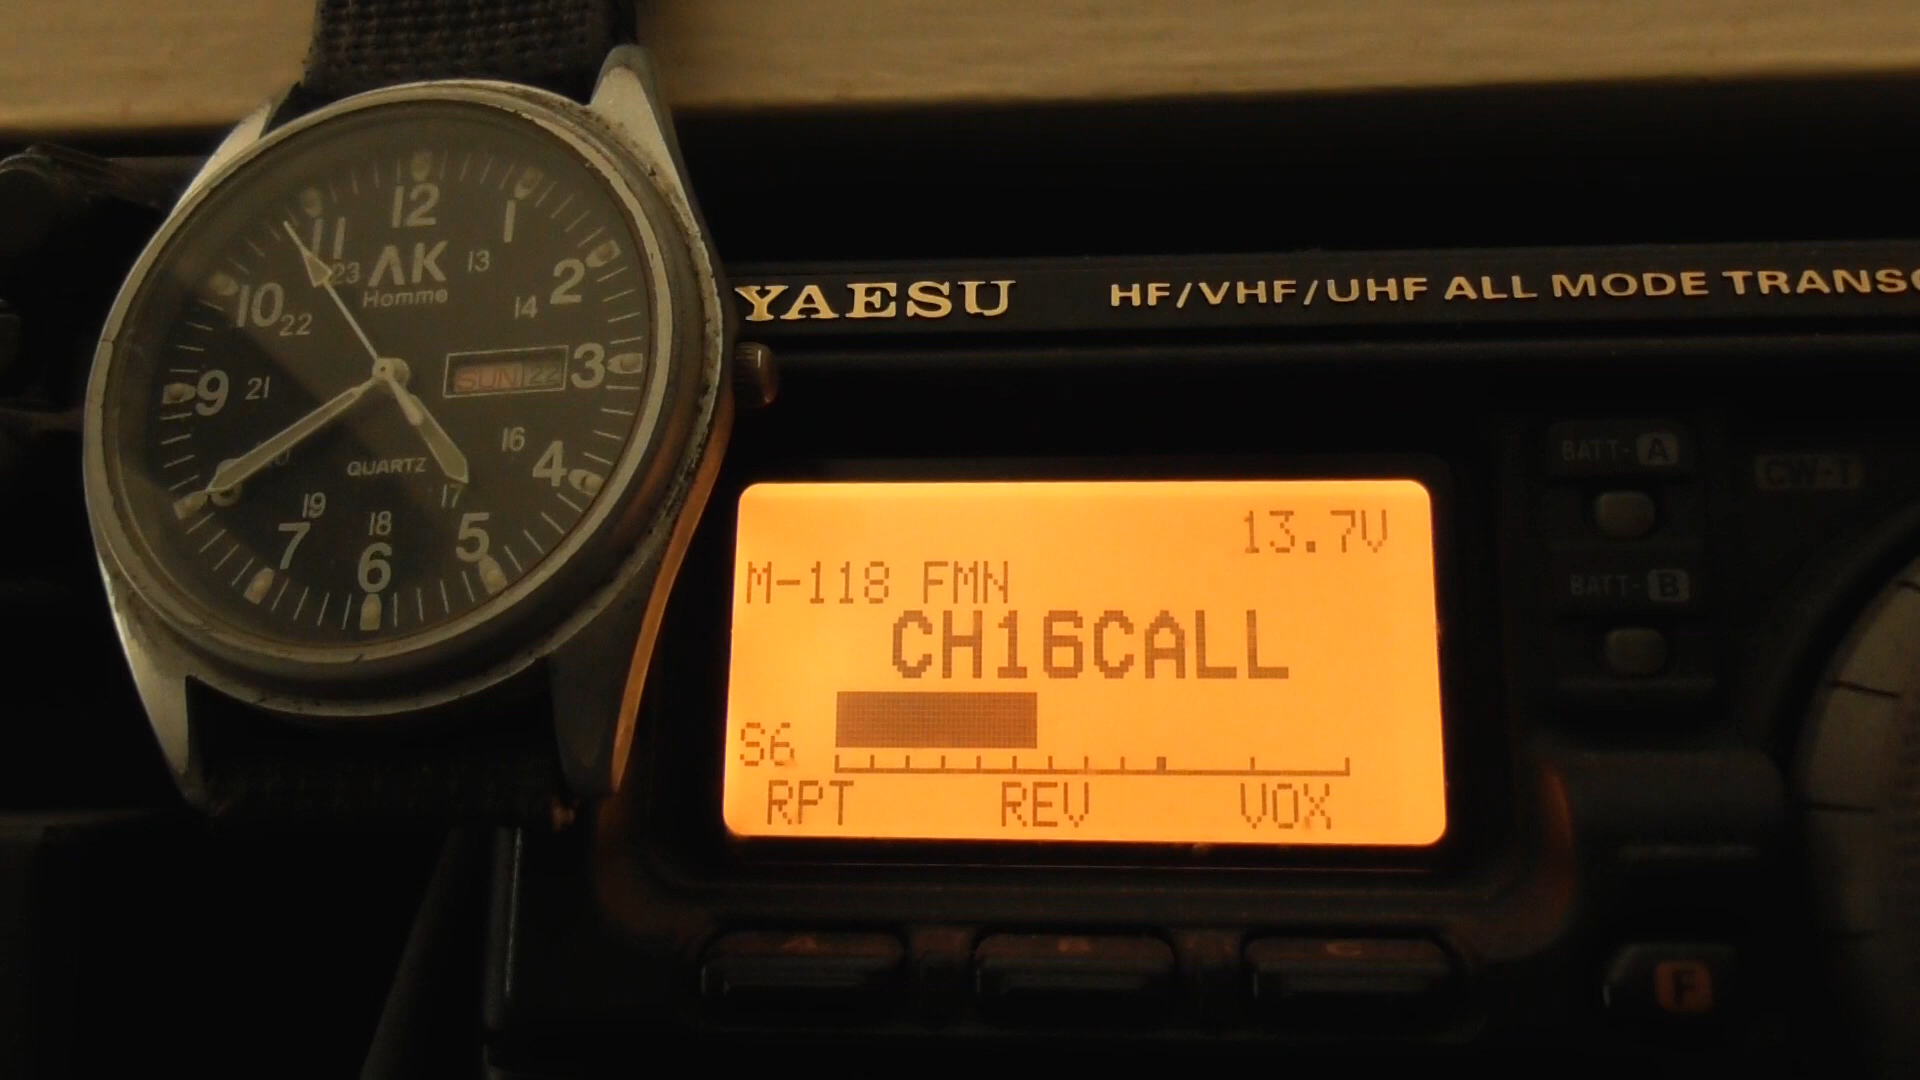 12
11
1
23
AK
13
Homme
10
2
22
14
9
21
SUN 22
3
16
QUARTZ
4
19
17
7
18
5
6
YAESU HF/VHF/UHF ALL MODE
BATT-A
BATT-B
13.7V
M-118 FMN
CH16CALL
S6
RPT REV VOX
F